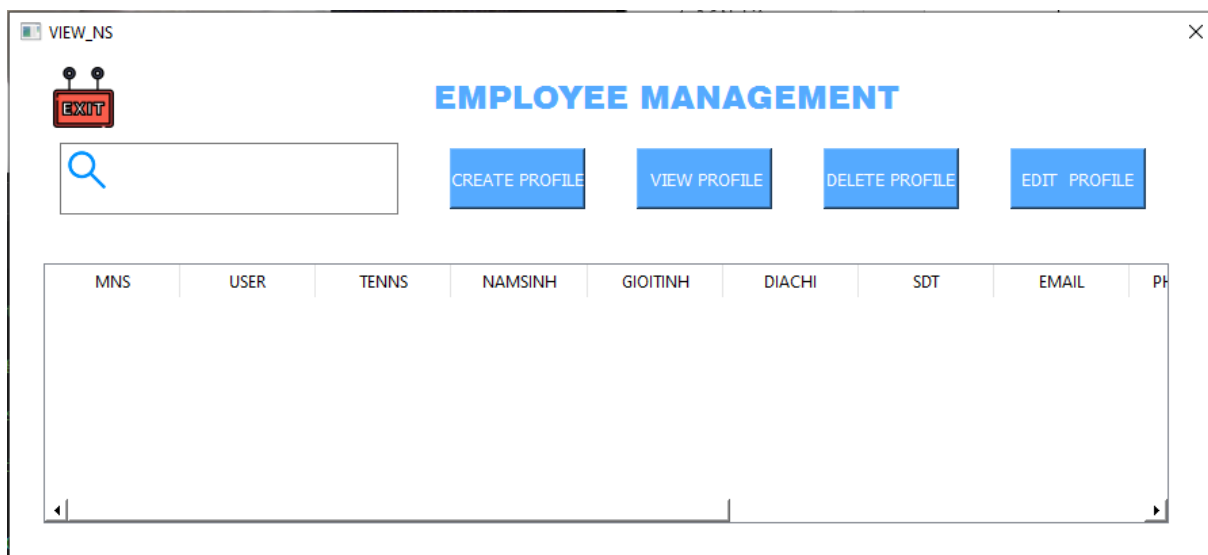 VIEW_NS
EXIT
EMPLOYEE MANAGEMENT
CREATE PROFILE VIEW PROFILE DELETE PROFILE EDIT PROFILE
MNS USER TENNS NAMSINH GIOITINH DIACHI SDT EMAIL